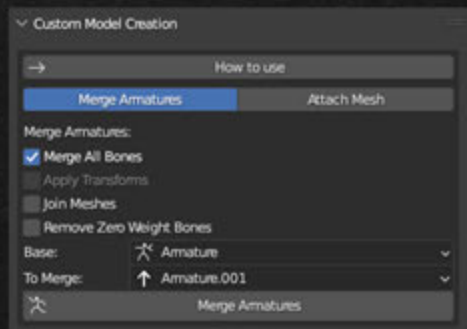 Custom Model Creation
How to use
Merge Armatures Attach Mesh
Merge Armatures:
Merge All Bones
Apply Transforms
Join Meshes
Remove Zero Weight Bones
Base: Armature
To Merge: Armature.001
Merge Armatures